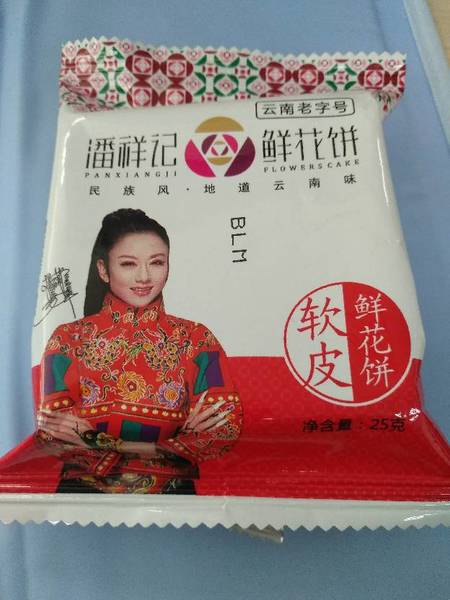 云南老字号
潘祥记 鲜花饼
PANXIANGJI FLOWERSCAKE
民族风·地道云南味
BLM
软皮
鲜花饼
净含量：25克